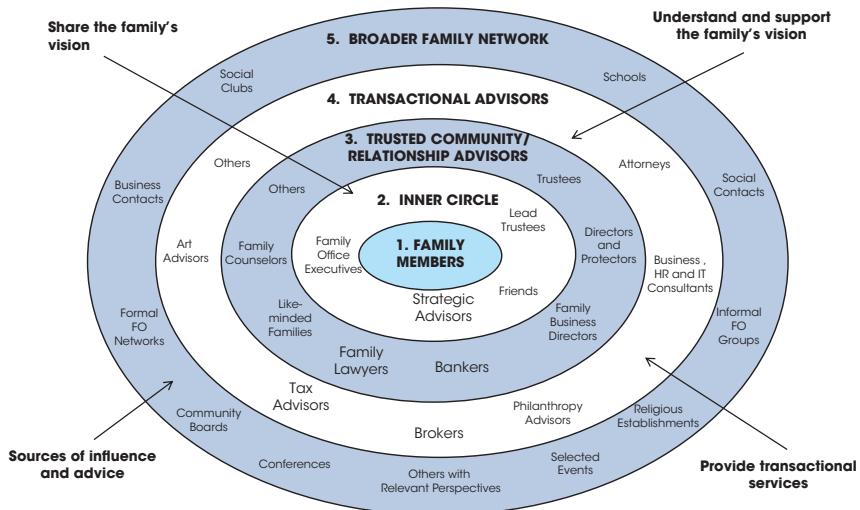 Share the family's
vision
Understand and support
the family's vision
5. BROADER FAMILY NETWORK
Social
Clubs
Schools
4. TRANSACTIONAL ADVISORS
3. TRUSTED COMMUNITY/
RELATIONSHIP ADVISORS
Others
Attorneys
Business
Contacts
Others
Trustees
Social
Contacts
2. INNER CIRCLE
Lead
Trustees
Art
Advisors
Family
Counselors
Family
Office
Executives
1. FAMILY
MEMBERS
Directors
and
Protectors
Business ,
HR and IT
Consultants
Friends
Strategic
Advisors
Formal
FO
Networks
Like-
minded
Families
Family
Business
Directors
Informal
FO
Groups
Family
Lawyers
Bankers
Tax
Advisors
Philanthropy
Advisors
Community
Boards
Religious
Establishments
Brokers
Sources of influence
and advice
Conferences
Others with
Relevant Perspectives
Selected
Events
Provide transactional
services